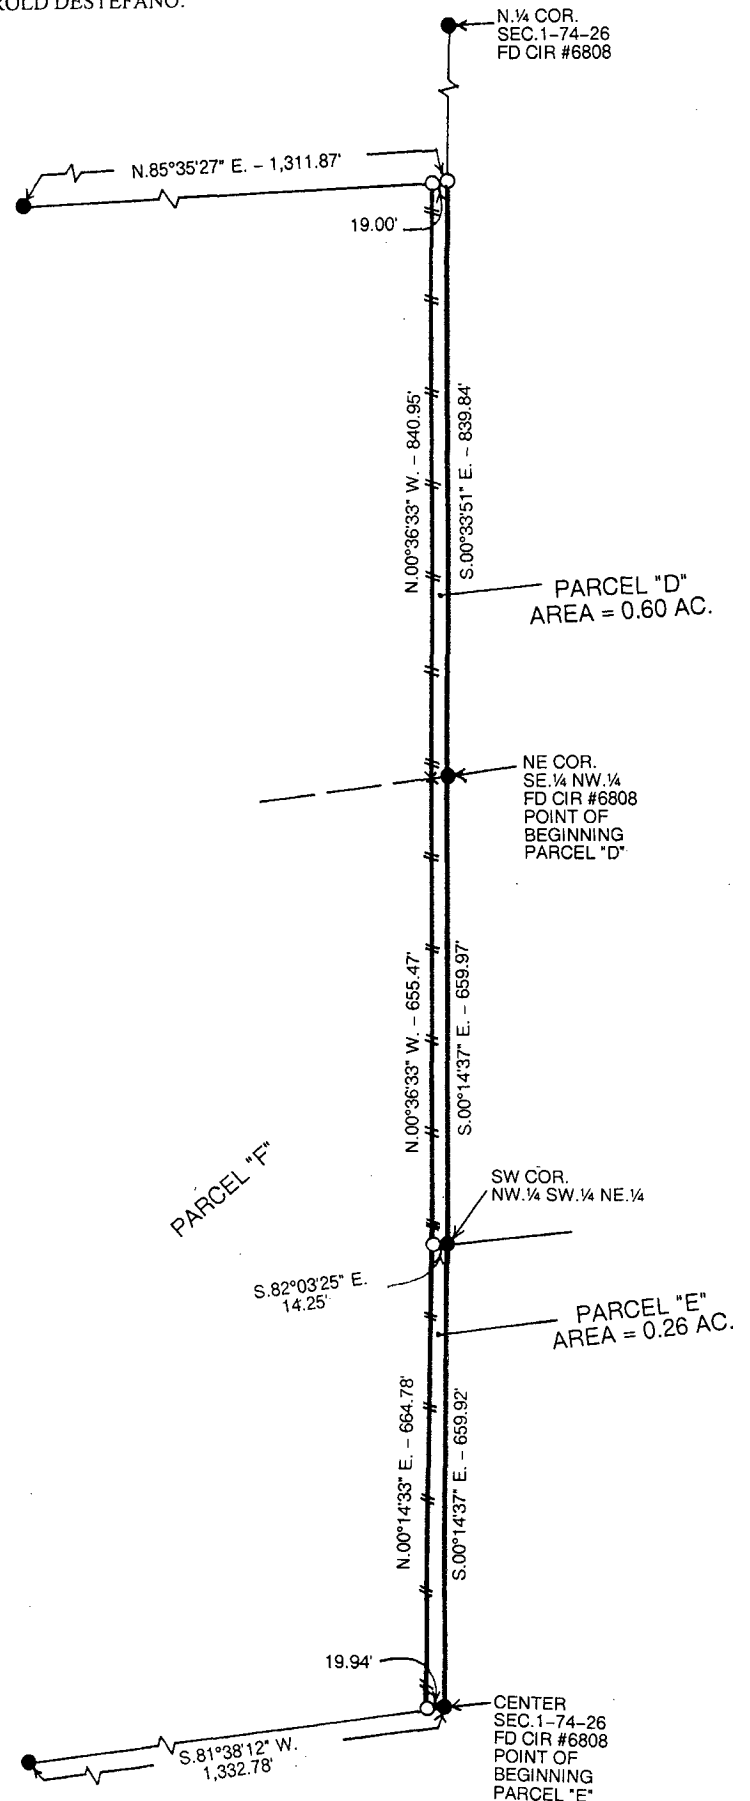 ROLD DESTEFANO.
N.¼ COR.
SEC.1-74-26
FD CIR #6808
N.85°35'27" E. - 1,311.87'
19.00'
N.00°36'33" W. - 840.95'
S.00°33'51" E. - 839.84'
PARCEL "D"
AREA = 0.60 AC.
NE COR.
SE.¼ NW.¼
FD CIR #6808
POINT OF
BEGINNING
PARCEL "D"
N.00°36'33" W. - 655.47'
S.00°14'37" E. - 659.97'
PARCEL "F"
SW COR.
NW.¼ SW.¼ NE.¼
S.82°03'25" E.
14.25'
PARCEL "E"
AREA = 0.26 AC.
N.00°14'33" E. - 664.78'
S.00°14'37" E. - 659.92'
19.94'
CENTER
SEC.1-74-26
FD CIR #6808
POINT OF
BEGINNING
PARCEL "E"
S.81°38'12" W.
1,332.78'